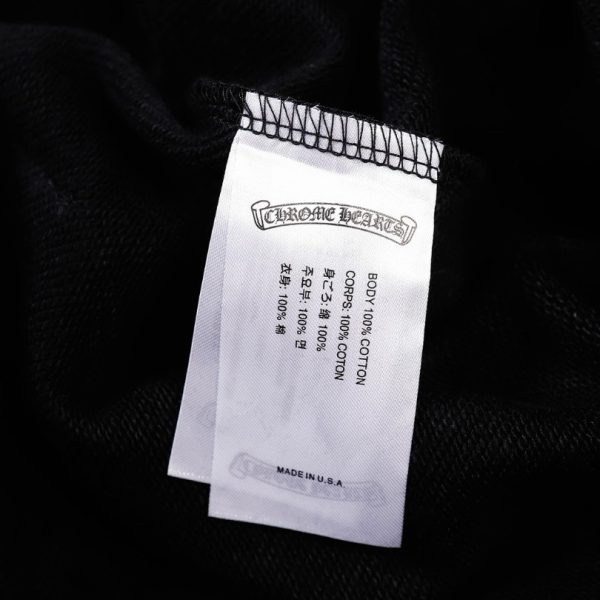 CHROME HEARTS
BODY 100% COTTON
CORPS: 100% COTON
身ごろ: 綿 100%
주요부: 100% 면
衣身: 100% 棉
MADE IN U.S.A